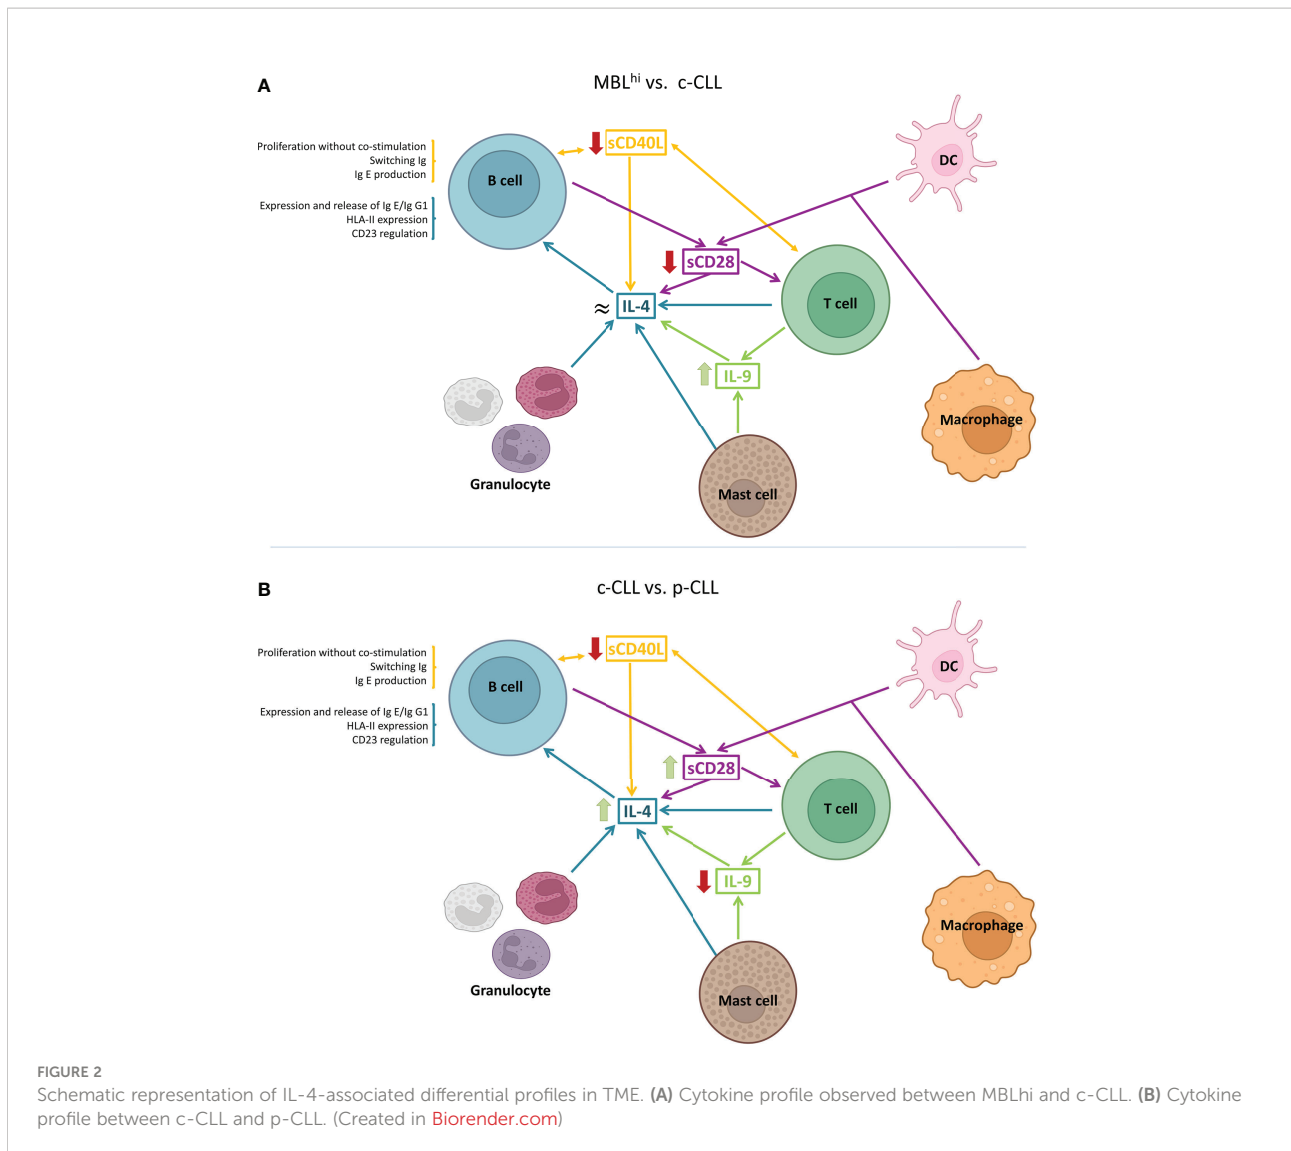 A
MBLhi vs. c-CLL
sCD40L
DC
Proliferation without co-stimulation
Switching Ig
Ig E production
B cell
Expression and release of Ig E/Ig G1
HLA-II expression
CD23 regulation
sCD28
≈ IL-4
T cell
IL-9
Macrophage
Granulocyte
Mast cell
B
c-CLL vs. p-CLL
sCD40L
DC
Proliferation without co-stimulation
Switching Ig
Ig E production
B cell
Expression and release of Ig E/Ig G1
HLA-II expression
CD23 regulation
sCD28
IL-4
T cell
IL-9
Macrophage
Granulocyte
Mast cell
FIGURE 2
Schematic representation of IL-4-associated differential profiles in TME. (A) Cytokine profile observed between MBLhi and c-CLL. (B) Cytokine
profile between c-CLL and p-CLL. (Created in Biorender.com)